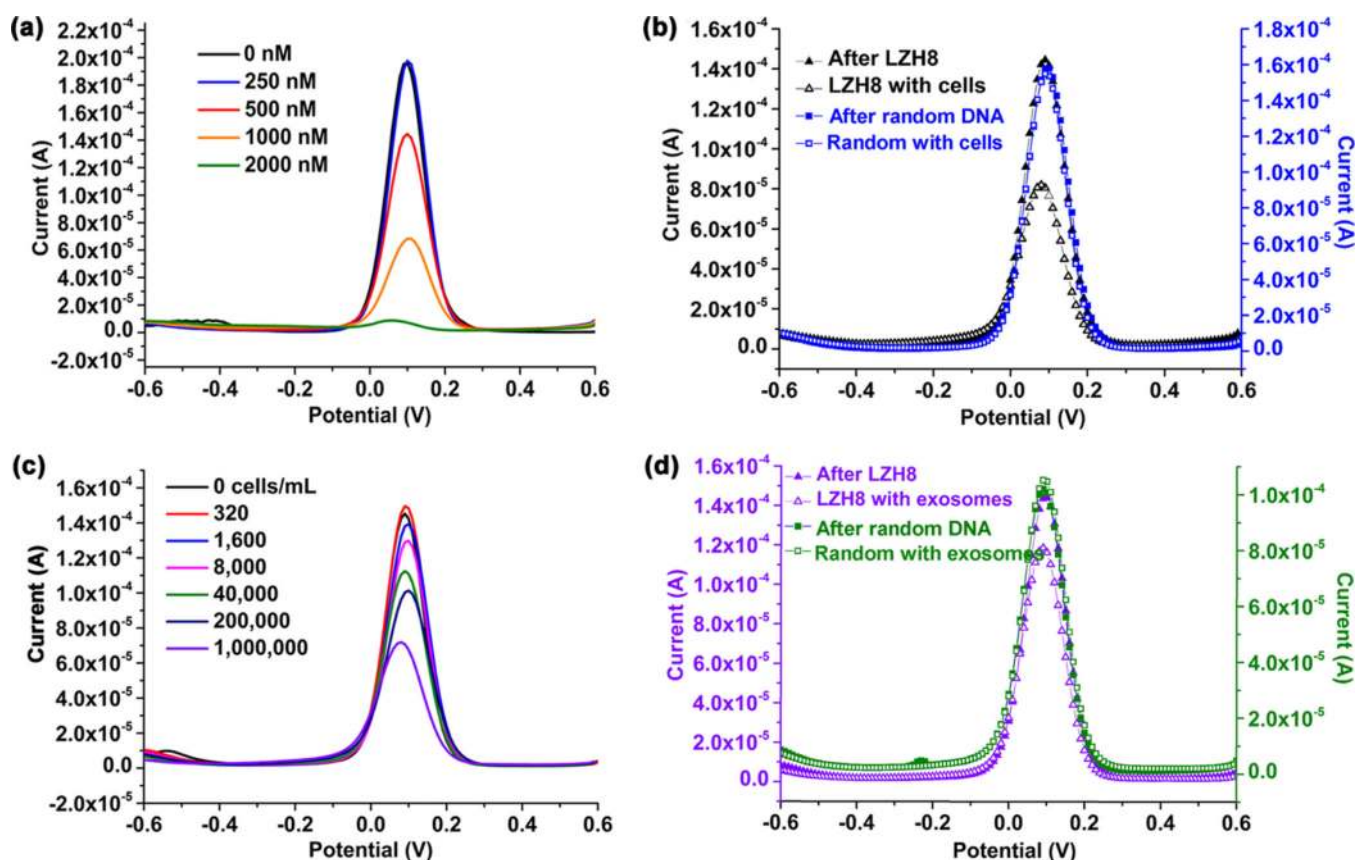 (a)
2.2x10⁻⁴
2.0x10⁻⁴
1.8x10⁻⁴
1.6x10⁻⁴
1.4x10⁻⁴
1.2x10⁻⁴
1.0x10⁻⁴
8.0x10⁻⁵
6.0x10⁻⁵
4.0x10⁻⁵
2.0x10⁻⁵
0.0
-2.0x10⁻⁵
Current (A)
0 nM
250 nM
500 nM
1000 nM
2000 nM
-0.6 -0.4 -0.2 0.0 0.2 0.4 0.6
Potential (V)
(b)
1.6x10⁻⁴
1.4x10⁻⁴
1.2x10⁻⁴
1.0x10⁻⁴
8.0x10⁻⁵
6.0x10⁻⁵
4.0x10⁻⁵
2.0x10⁻⁵
0.0
Current (A)
After LZH8
LZH8 with cells
After random DNA
Random with cells
1.8x10⁻⁴
1.6x10⁻⁴
1.4x10⁻⁴
1.2x10⁻⁴
1.0x10⁻⁴
8.0x10⁻⁵
6.0x10⁻⁵
4.0x10⁻⁵
2.0x10⁻⁵
0.0
Current (A)
-0.6 -0.4 -0.2 0.0 0.2 0.4 0.6
Potential (V)
(c)
1.6x10⁻⁴
1.4x10⁻⁴
1.2x10⁻⁴
1.0x10⁻⁴
8.0x10⁻⁵
6.0x10⁻⁵
4.0x10⁻⁵
2.0x10⁻⁵
0.0
-2.0x10⁻⁵
Current (A)
0 cells/mL
320
1,600
8,000
40,000
200,000
1,000,000
-0.6 -0.4 -0.2 0.0 0.2 0.4 0.6
Potential (V)
(d)
1.6x10⁻⁴
1.4x10⁻⁴
1.2x10⁻⁴
1.0x10⁻⁴
8.0x10⁻⁵
6.0x10⁻⁵
4.0x10⁻⁵
2.0x10⁻⁵
0.0
Current (A)
After LZH8
LZH8 with exosomes
After random DNA
Random with exosomes
1.0x10⁻⁴
8.0x10⁻⁵
6.0x10⁻⁵
4.0x10⁻⁵
2.0x10⁻⁵
0.0
Current (A)
-0.6 -0.4 -0.2 0.0 0.2 0.4 0.6
Potential (V)